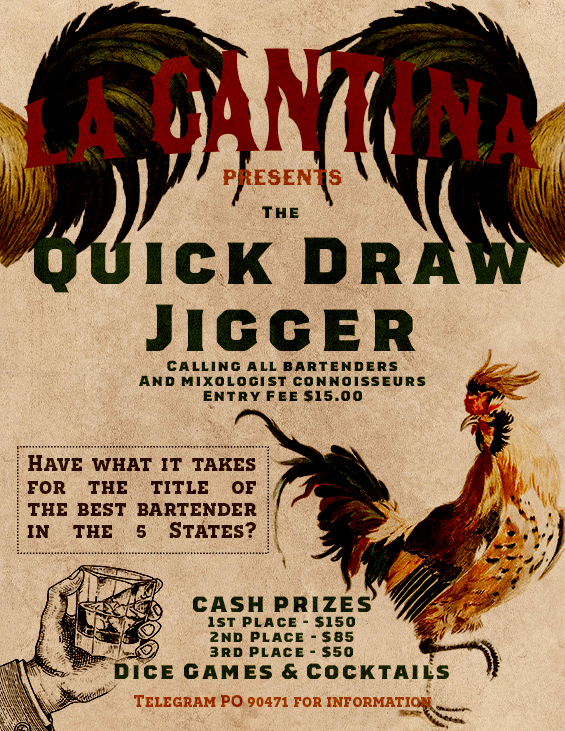 LA CANTINA
PRESENTS
THE
QUICK DRAW
JIGGER
CALLING ALL BARTENDERS
AND MIXOLOGIST CONNOISSEURS
ENTRY FEE $15.00
HAVE WHAT IT TAKES
FOR THE TITLE OF
THE BEST BARTENDER
IN THE 5 STATES?
CASH PRIZES
1ST PLACE - $150
2ND PLACE - $85
3RD PLACE - $50
DICE GAMES & COCKTAILS
TELEGRAM PO 90471 FOR INFORMATION